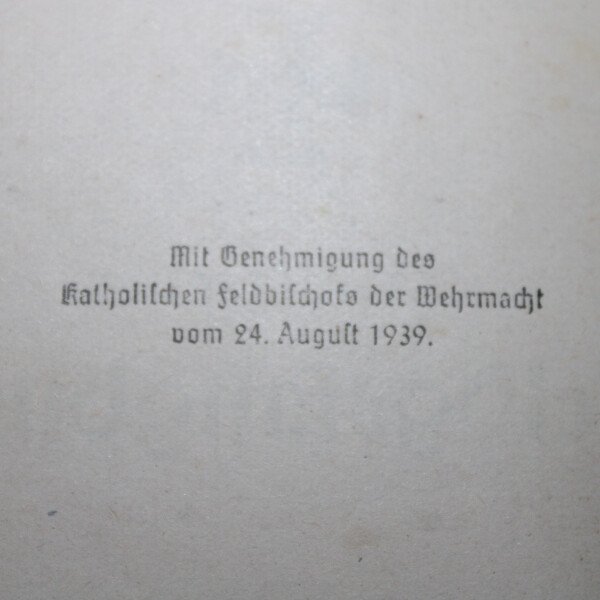 Mit Genehmigung des
Katholiſchen Feldbiſchofs der Wehrmacht
vom 24. Auguſt 1939.